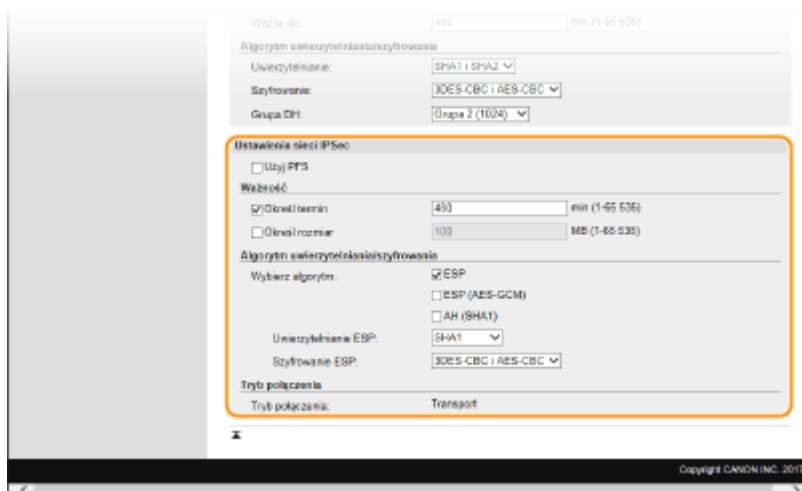 Ważne do: 480 min (1-65 535)
Algorytm uwierzytelniania/szyfrowania
Uwierzytelnianie: SHA1 i SHA2
Szyfrowanie: 3DES-CBC i AES-CBC
Grupa DH: Grupa 2 (1024)
Ustawienia sieci IPSec
Użyj PFS
Ważność
Określ termin 480 min (1-65 535)
Określ rozmiar 100 MB (1-65 535)
Algorytm uwierzytelniania/szyfrowania
Wybierz algorytm: ESP
ESP (AES-GCM)
AH (SHA1)
Uwierzytelnianie ESP: SHA1
Szyfrowanie ESP: 3DES-CBC i AES-CBC
Tryb połączenia
Tryb połączenia: Transport
Copyright CANON INC. 2017